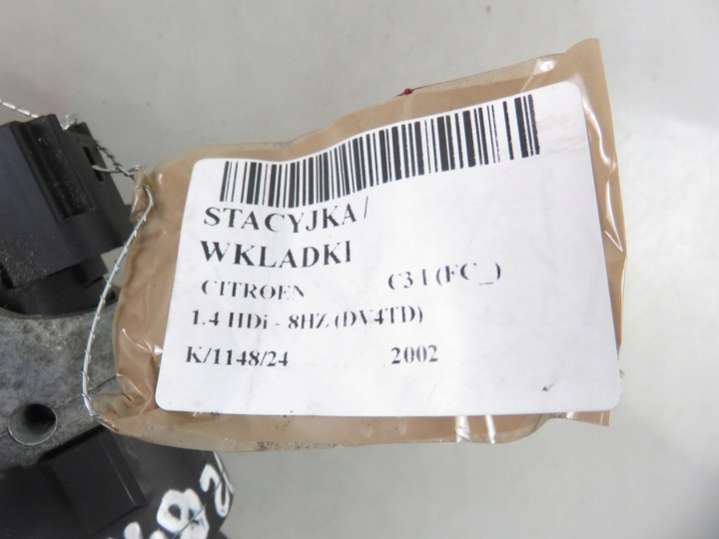 STACYJKA/
WKLADKI
CITROEN C3 I (FC_)
1.4 HDi - 8HZ (DV4TD)
K/1148/24 2002